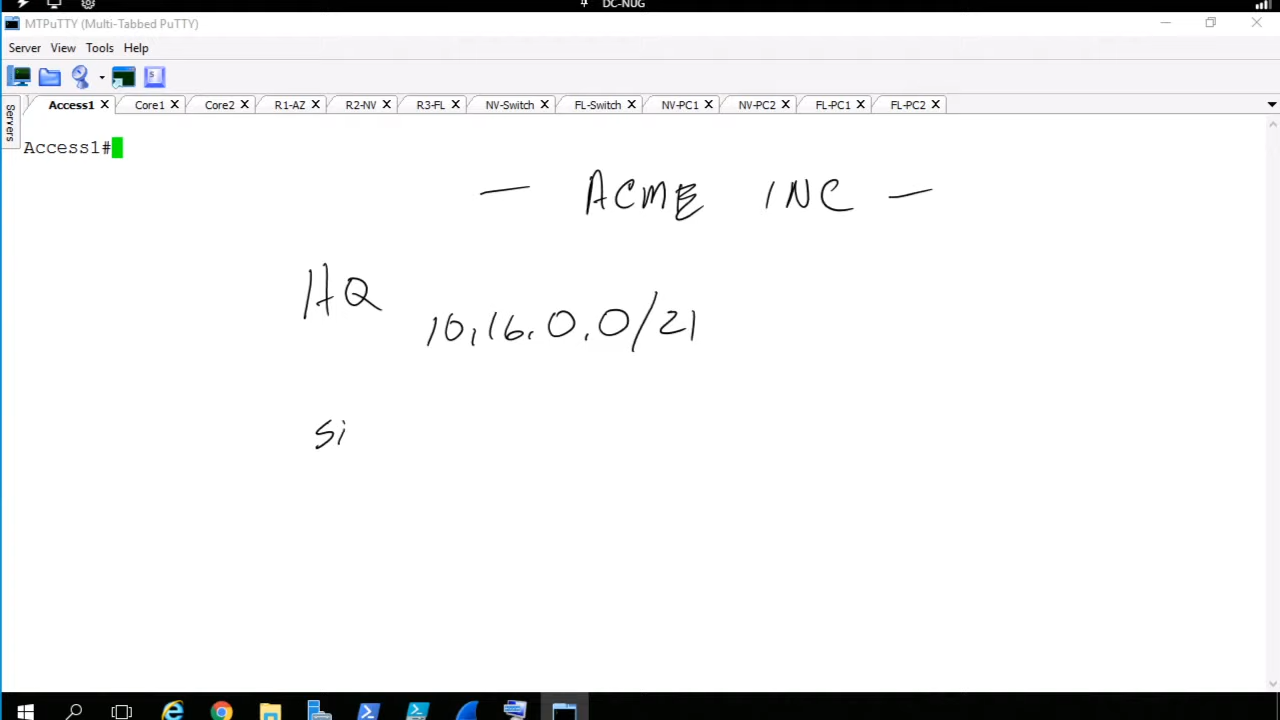 DC-NUG
MTPuTTY (Multi-Tabbed PuTTY)
Server View Tools Help
Servers
Access1 Core1 Core2 R1-AZ R2-NV R3-FL NV-Switch FL-Switch NV-PC1 NV-PC2 FL-PC1 FL-PC2
Access1#
- ACME INC -
HQ
10.16.0.0/21
Si